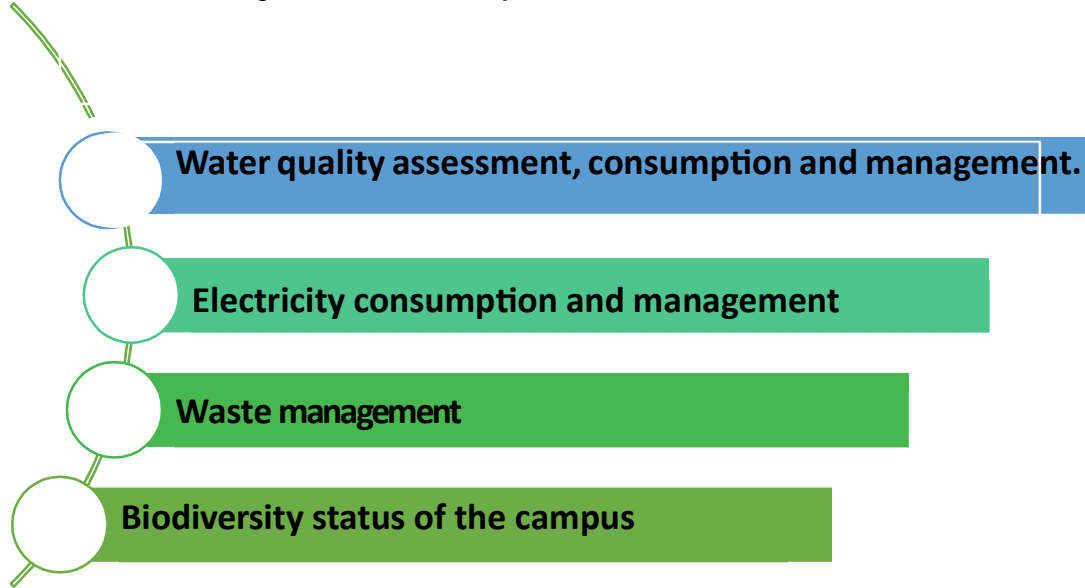 Water quality assessment, consumption and management.
Electricity consumption and management
Waste management
Biodiversity status of the campus